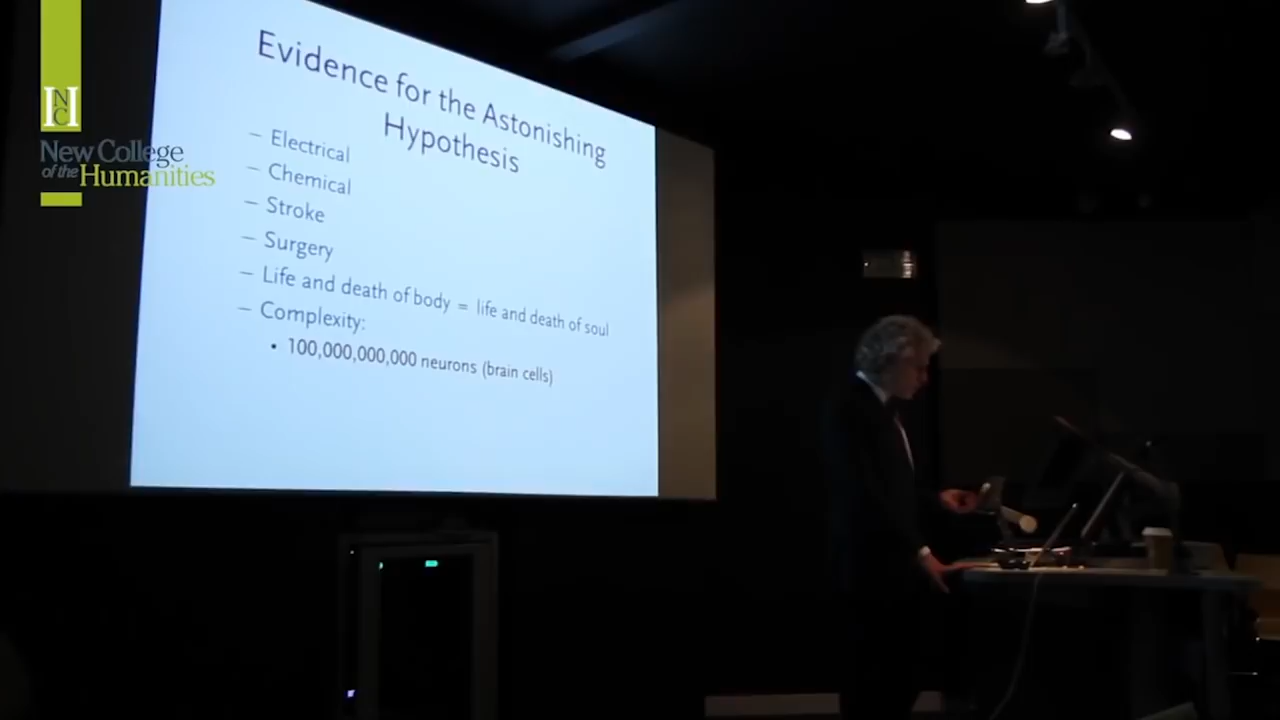 NCH
New College
of the Humanities
Evidence for the Astonishing
Hypothesis
– Electrical
– Chemical
– Stroke
– Surgery
– Life and death of body = life and death of soul
– Complexity:
• 100,000,000,000 neurons (brain cells)